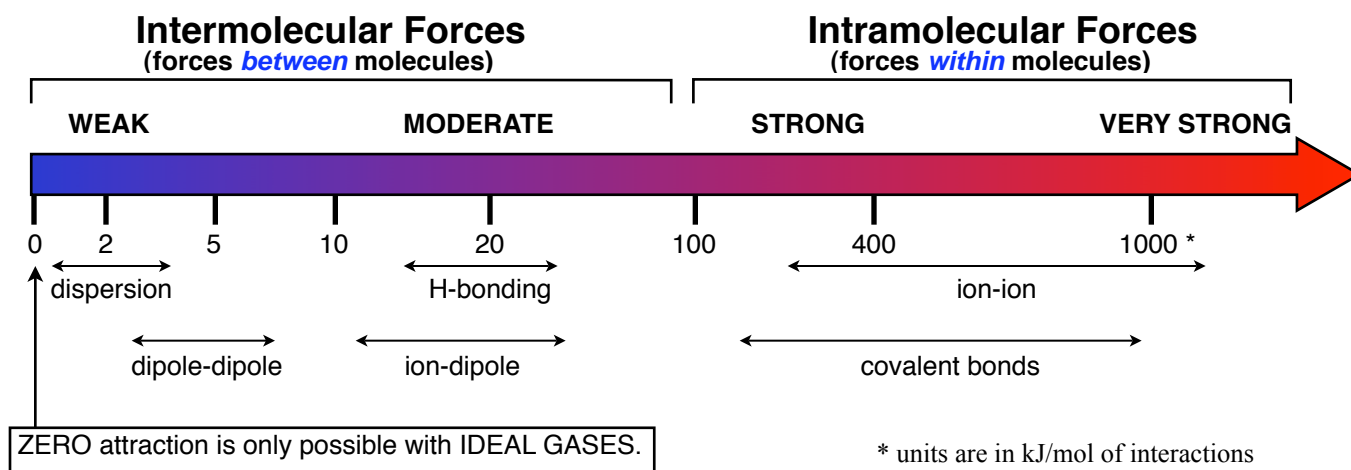 Intermolecular Forces
(forces between molecules)
Intramolecular Forces
(forces within molecules)
WEAK MODERATE STRONG VERY STRONG
0 2 5 10 20 100 400 1000 *
dispersion H-bonding ion-ion
dipole-dipole ion-dipole covalent bonds
ZERO attraction is only possible with IDEAL GASES.
* units are in kJ/mol of interactions